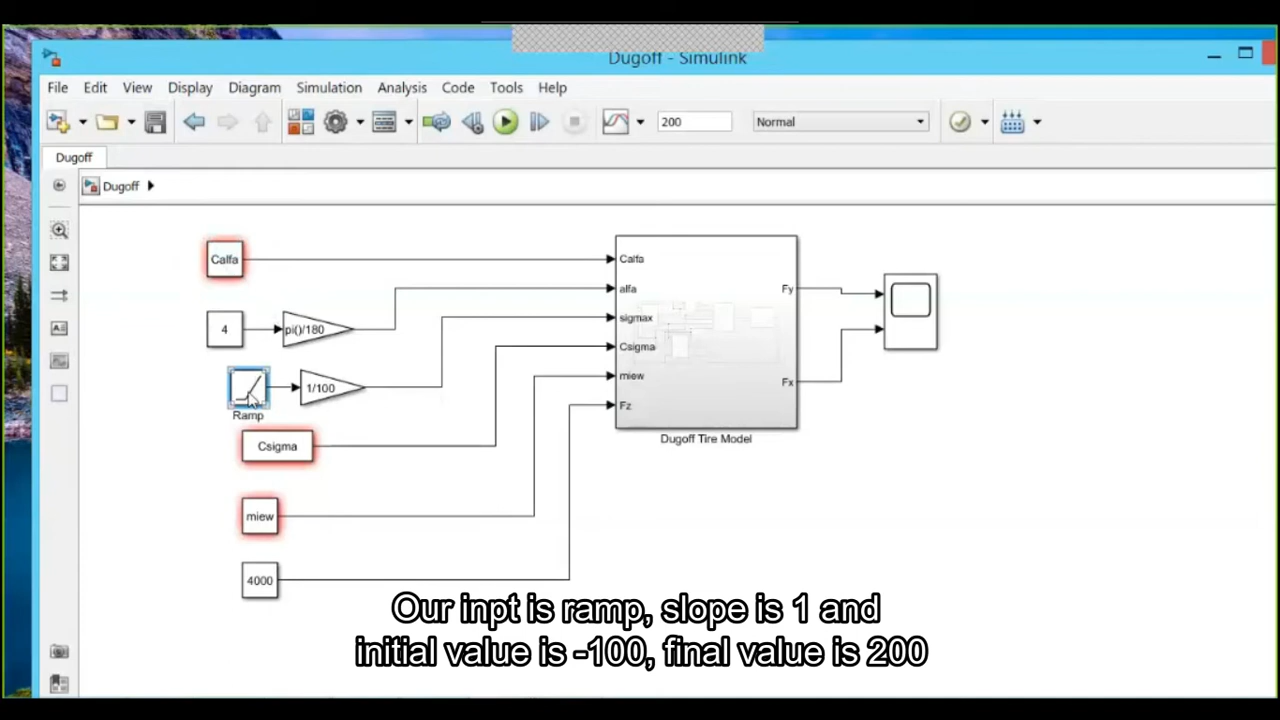 Dugoff - Simulink
File Edit View Display Diagram Simulation Analysis Code Tools Help
200 Normal
Dugoff
Dugoff
Calfa
4 pi()/180
1/100
Ramp
Csigma
miew
4000
Calfa
alfa
sigmax
Csigma
miew
Fz
Fy
Fx
Dugoff Tire Model
Our inpt is ramp, slope is 1 and
initial value is -100, final value is 200